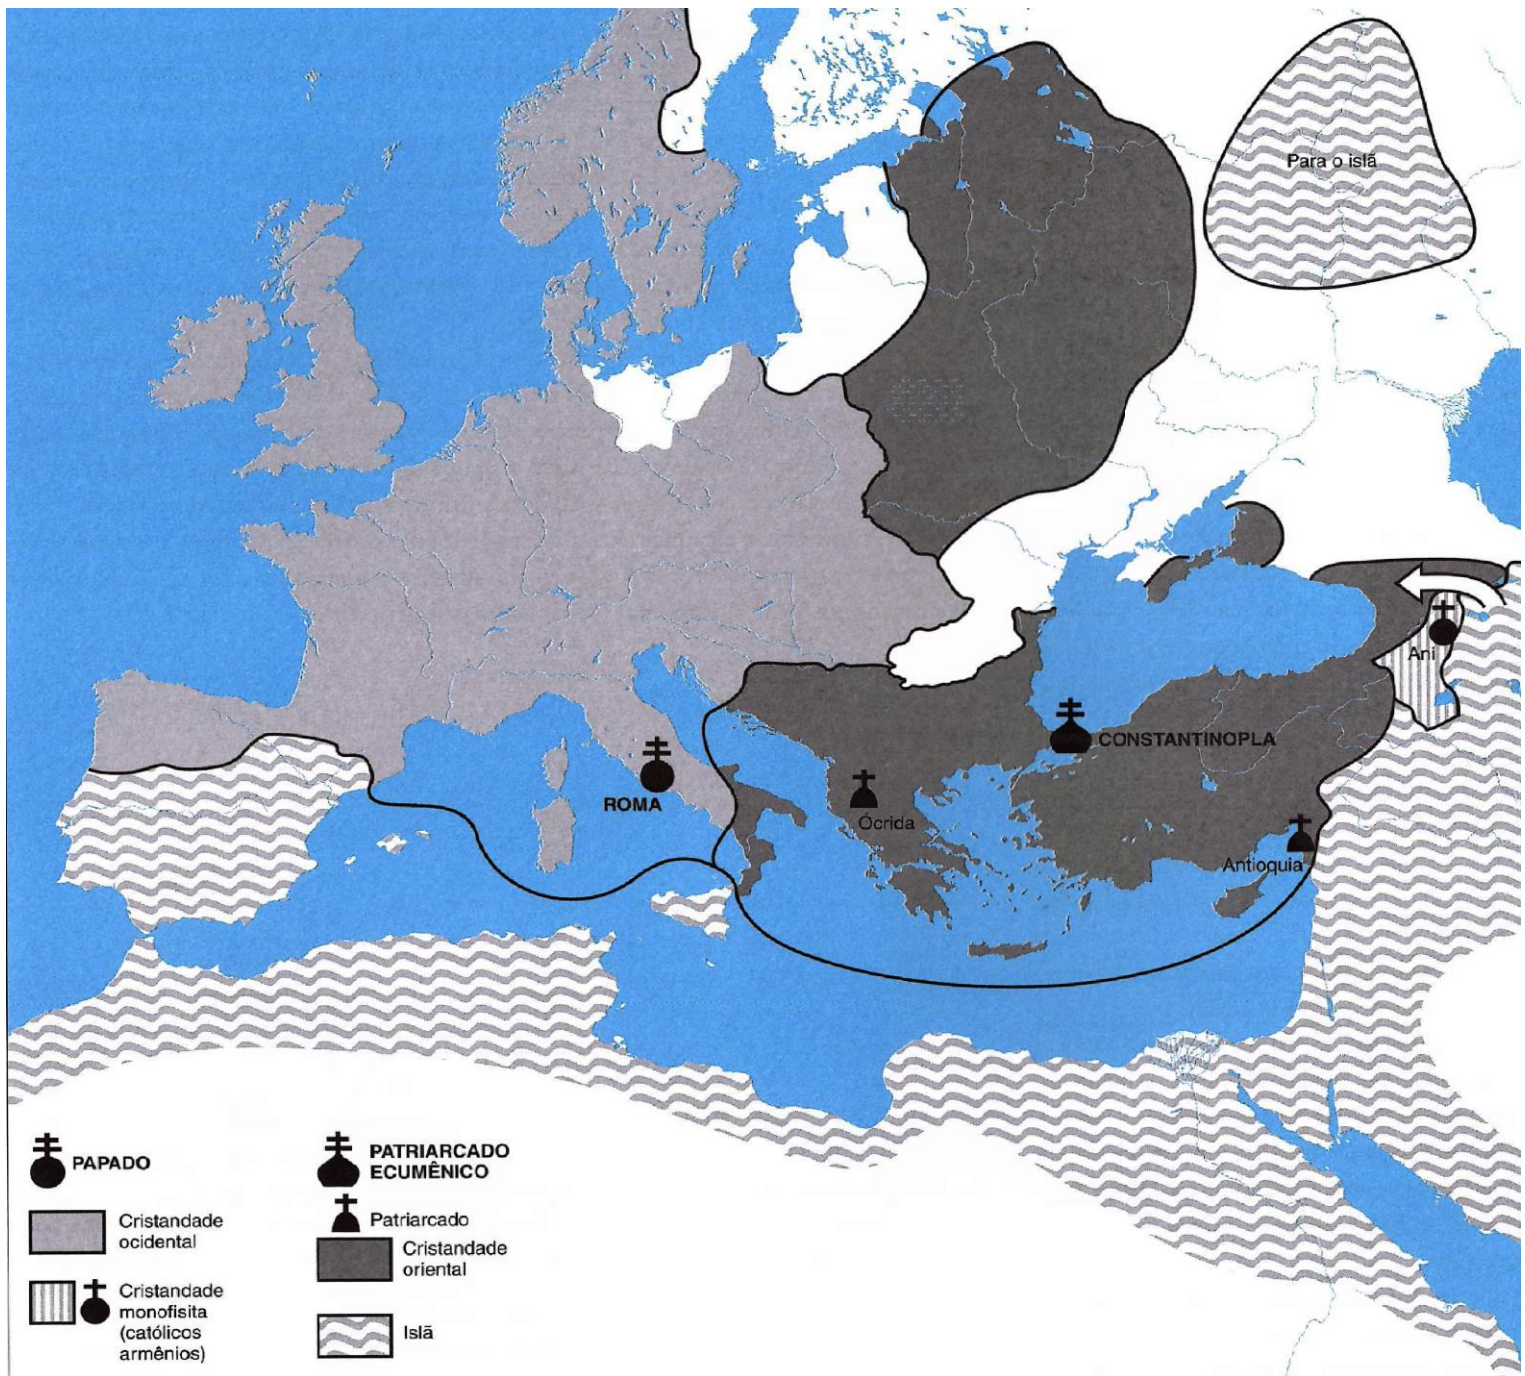 Para o islã
Ani
CONSTANTINOPLA
ROMA
Ócrida
Antioquia
PAPADO
Cristandade
ocidental
Cristandade
monofisita
(católicos
armênios)
PATRIARCADO
ECUMÊNICO
Patriarcado
Cristandade
oriental
Islã